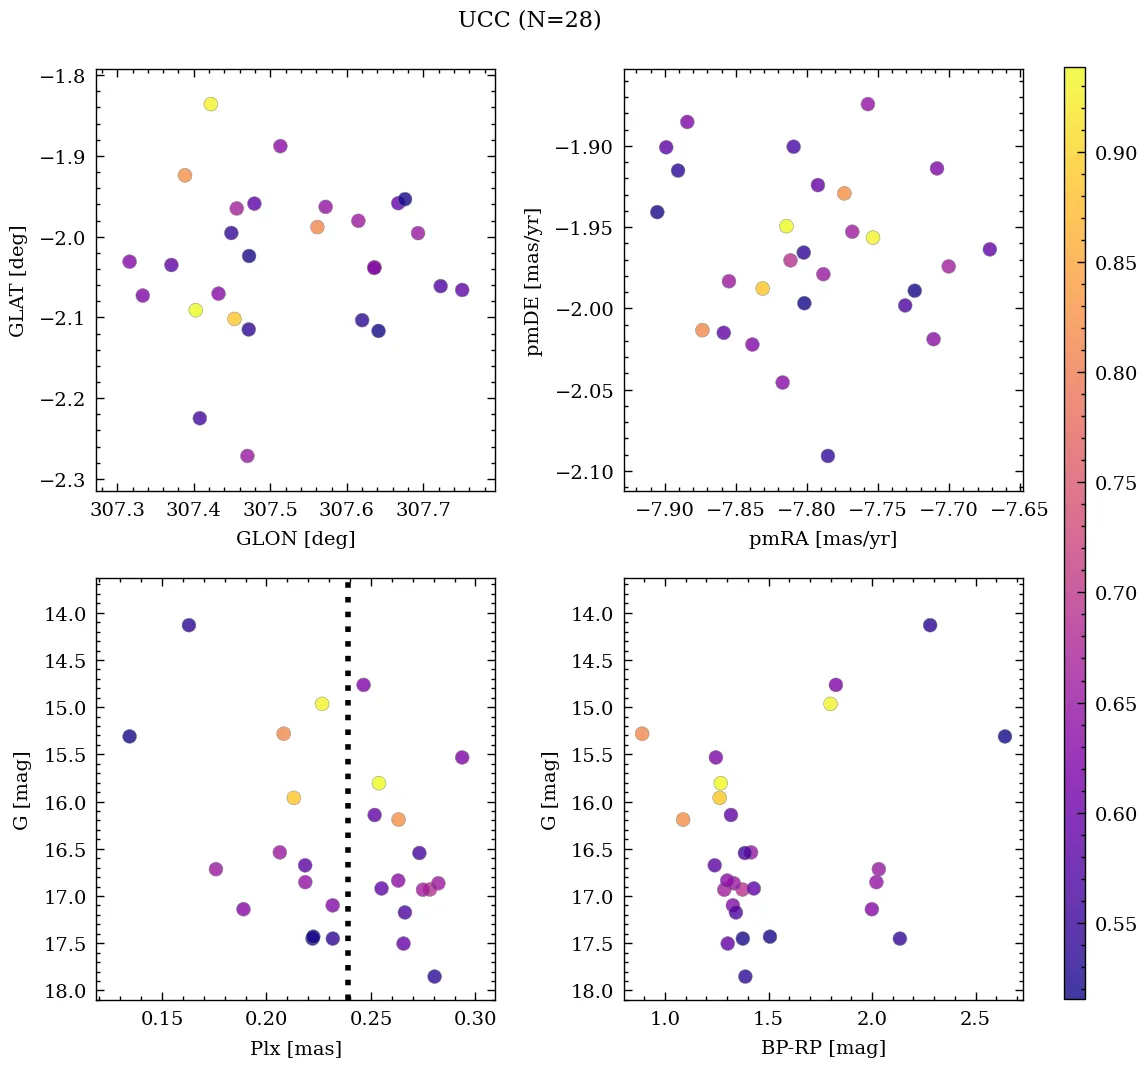 UCC (N=28)
−1.8
−1.9
−2.0
−2.1
−2.2
−2.3
GLAT [deg]
307.3 307.4 307.5 307.6 307.7
GLON [deg]
−1.90
−1.95
−2.00
−2.05
−2.10
pmDE [mas/yr]
−7.90 −7.85 −7.80 −7.75 −7.70 −7.65
pmRA [mas/yr]
14.0
14.5
15.0
15.5
16.0
16.5
17.0
17.5
18.0
G [mag]
0.15 0.20 0.25 0.30
Plx [mas]
14.0
14.5
15.0
15.5
16.0
16.5
17.0
17.5
18.0
G [mag]
1.0 1.5 2.0 2.5
BP-RP [mag]
0.90
0.85
0.80
0.75
0.70
0.65
0.60
0.55